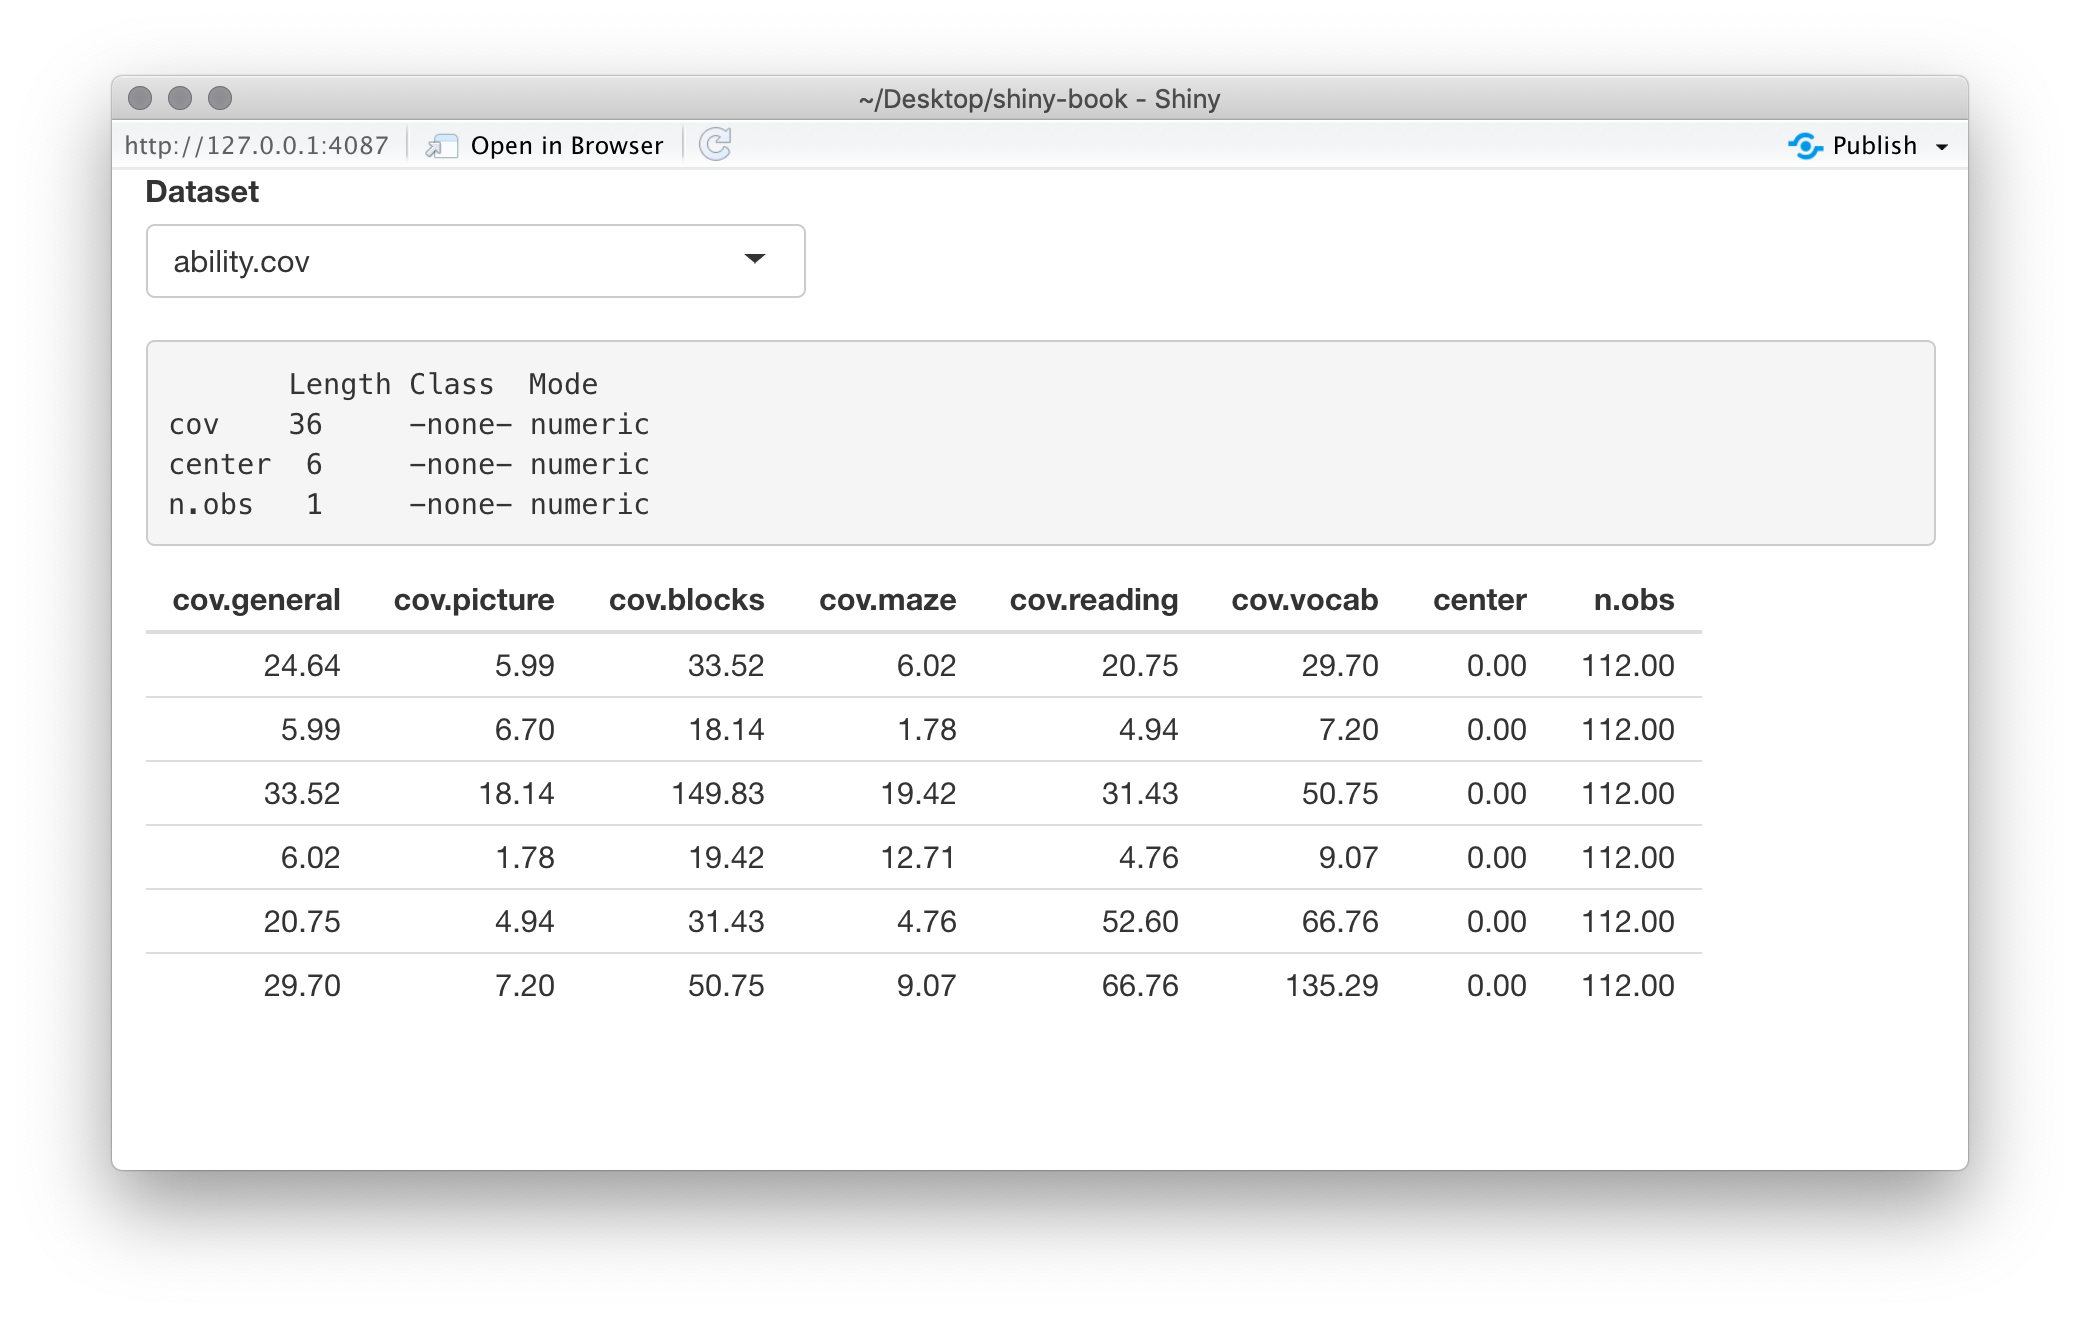 ~/Desktop/shiny-book - Shiny
http://127.0.0.1:4087 Open in Browser Publish
Dataset
ability.cov
Length Class Mode
cov 36 -none- numeric
center 6 -none- numeric
n.obs 1 -none- numeric
cov.general cov.picture cov.blocks cov.maze cov.reading cov.vocab center n.obs
24.64 5.99 33.52 6.02 20.75 29.70 0.00 112.00
5.99 6.70 18.14 1.78 4.94 7.20 0.00 112.00
33.52 18.14 149.83 19.42 31.43 50.75 0.00 112.00
6.02 1.78 19.42 12.71 4.76 9.07 0.00 112.00
20.75 4.94 31.43 4.76 52.60 66.76 0.00 112.00
29.70 7.20 50.75 9.07 66.76 135.29 0.00 112.00